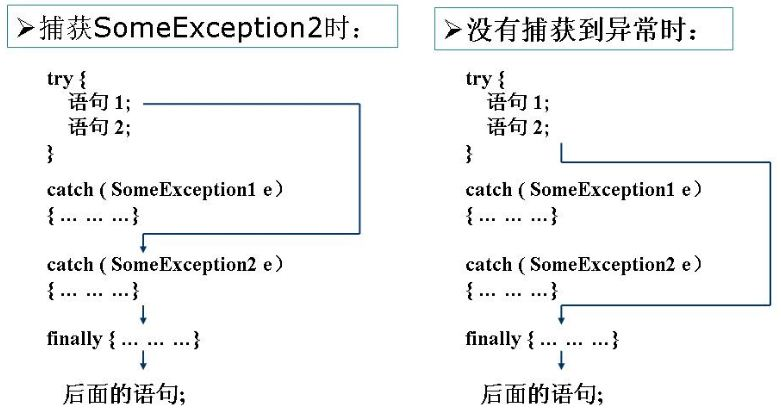 ➢捕获SomeException2时：
try {
语句 1;
语句 2;
}
catch ( SomeException1 e）
{ … … …}
catch ( SomeException2 e）
{ … … …}
finally { … … …}
后面的语句;
➢没有捕获到异常时：
try {
语句 1;
语句 2;
}
catch ( SomeException1 e）
{ … … …}
catch ( SomeException2 e）
{ … … …}
finally { … … …}
后面的语句;